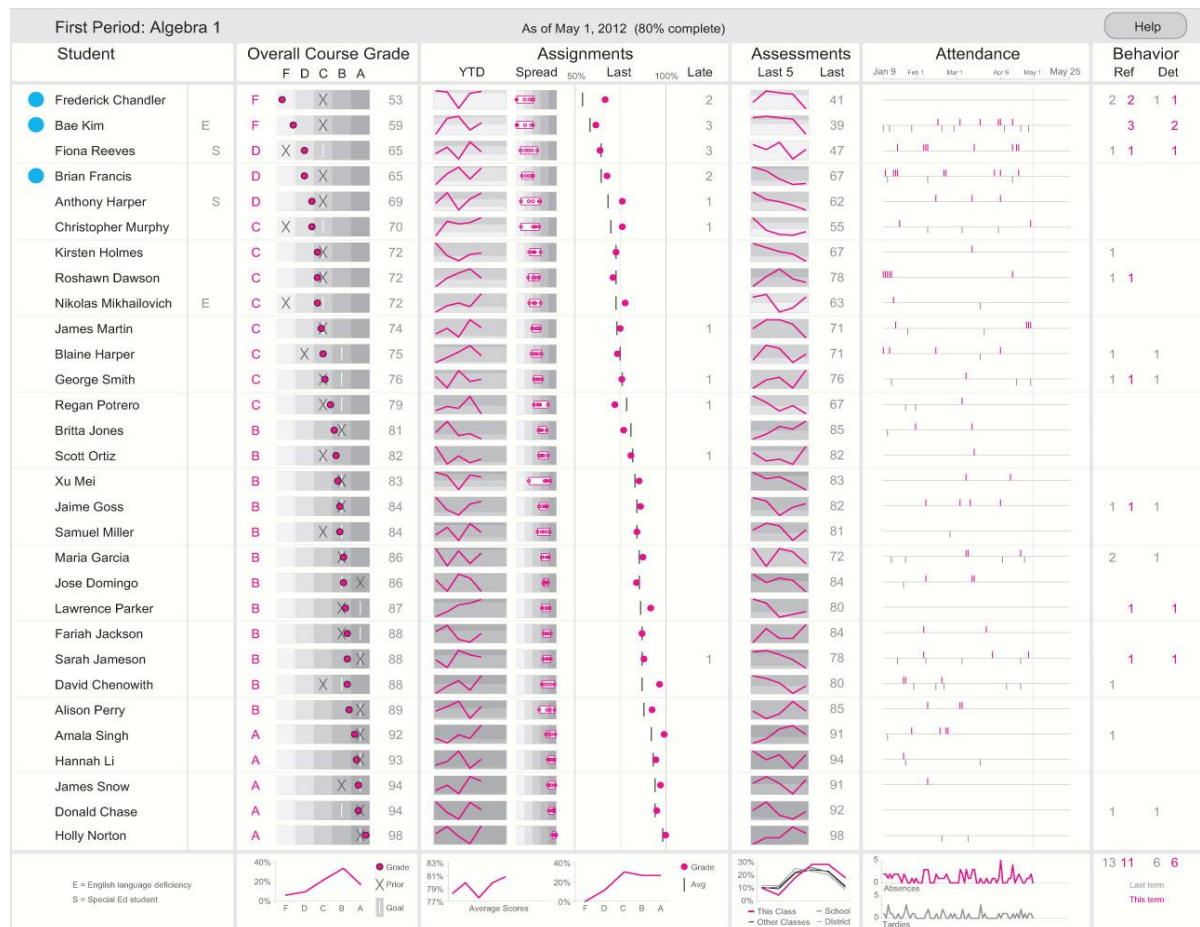 First Period: Algebra 1 As of May 1, 2012 (80% complete) Help
Student Overall Course Grade Assignments Assessments Attendance Behavior
F D C B A YTD Spread 50% Last 100% Late Last 5 Last Jan 9 Feb 1 Mar 1 Apr 9 May 1 May 25 Ref Det
Frederick Chandler F X 53 2 41 2 2 1 1
Bae Kim E F X 59 3 39 3 2
Fiona Reeves S D X 65 3 47 1 1 1
Brian Francis D X 65 2 67
Anthony Harper S D X 69 1 62
Christopher Murphy C X 70 1 55
Kirsten Holmes C X 72 67 1
Roshawn Dawson C X 72 78 1 1
Nikolas Mikhailovich E C X 72 63
James Martin C X 74 1 71
Blaine Harper C X 75 71 1 1
George Smith C X 76 1 76 1 1 1
Regan Potrero C X 79 1 67
Britta Jones B X 81 85
Scott Ortiz B X 82 1 82
Xu Mei B X 83 83
Jaime Goss B X 84 82 1 1 1
Samuel Miller B X 84 81
Maria Garcia B X 86 72 2 1
Jose Domingo B X 86 84
Lawrence Parker B X 87 80 1 1
Fariah Jackson B X 88 84
Sarah Jameson B X 88 1 78 1 1
David Chenowith B X 88 80 1
Alison Perry B X 89 85
Amala Singh A X 92 91 1
Hannah Li A X 93 94
James Snow A X 94 91
Donald Chase A X 94 92 1 1
Holly Norton A X 98 98
E = English language deficiency
S = Special Ed student
40%
20%
0%
F D C B A
Grade
X Prior
Goal
83%
81%
79%
77%
Average Scores
40%
20%
0%
F D C B A
Grade
Avg
30%
20%
10%
0%
This Class School
Other Classes District
5
0
Absences
5
0
Tardies
13 11 6 6
Last term
This term